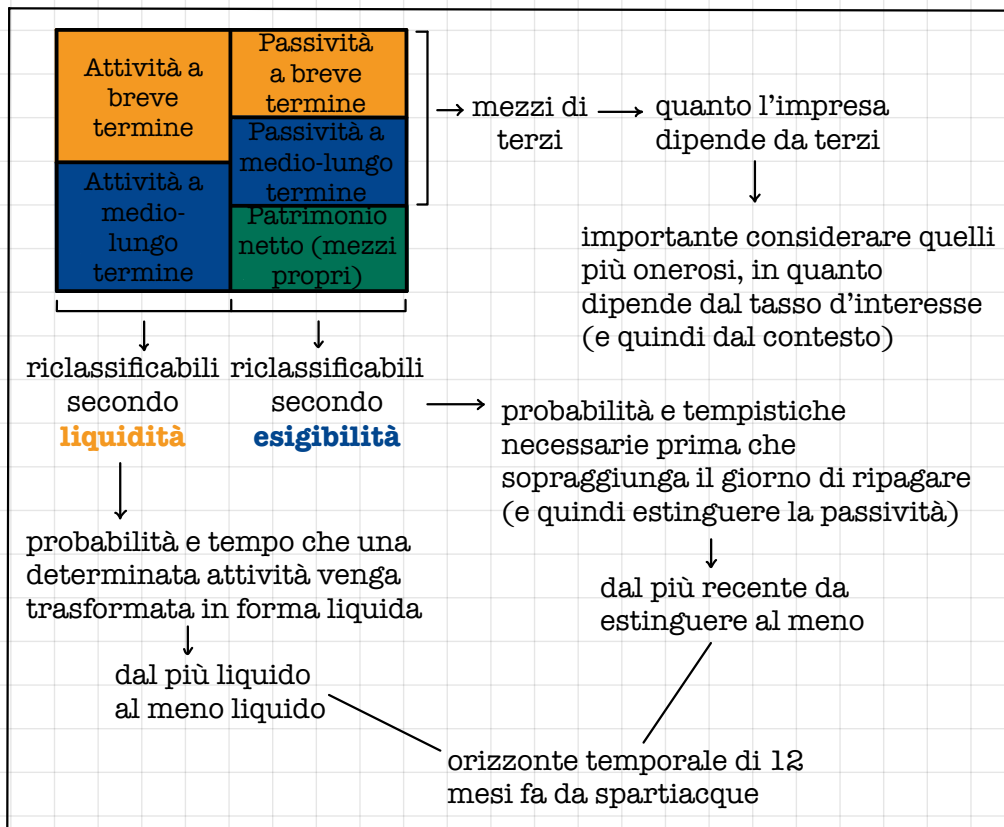 Attività a
breve
termine
Passività
a breve
termine
Passività a
medio-lungo
termine
Attività a
medio-
lungo
termine
Patrimonio
netto (mezzi
propri)
mezzi di
terzi
quanto l'impresa
dipende da terzi
importante considerare quelli
più onerosi, in quanto
dipende dal tasso d'interesse
(e quindi dal contesto)
riclassificabili
secondo
liquidità
riclassificabili
secondo
esigibilità
probabilità e tempistiche
necessarie prima che
sopraggiunga il giorno di ripagare
(e quindi estinguere la passività)
probabilità e tempo che una
determinata attività venga
trasformata in forma liquida
dal più recente da
estinguere al meno
dal più liquido
al meno liquido
orizzonte temporale di 12
mesi fa da spartiacque